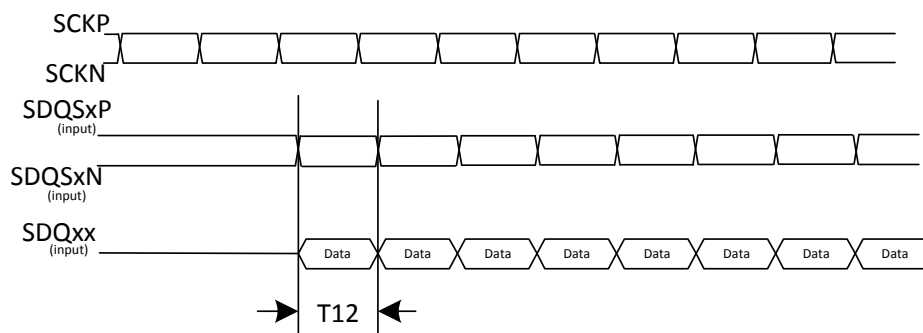 SCKP
SCKN
SDQSxP
(input)
SDQSxN
(input)
SDQxx
(input)
Data Data Data Data Data Data Data Data
T12